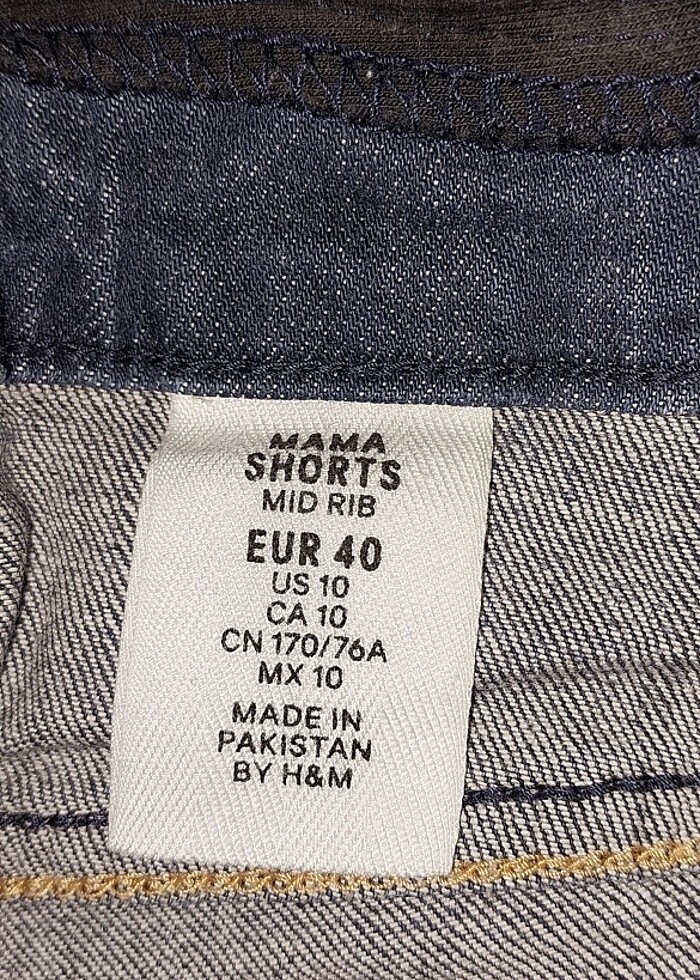 MAMA
SHORTS
MID RIB
EUR 40
US 10
CA 10
CN 170/76A
MX 10
MADE IN
PAKISTAN
BY H&M